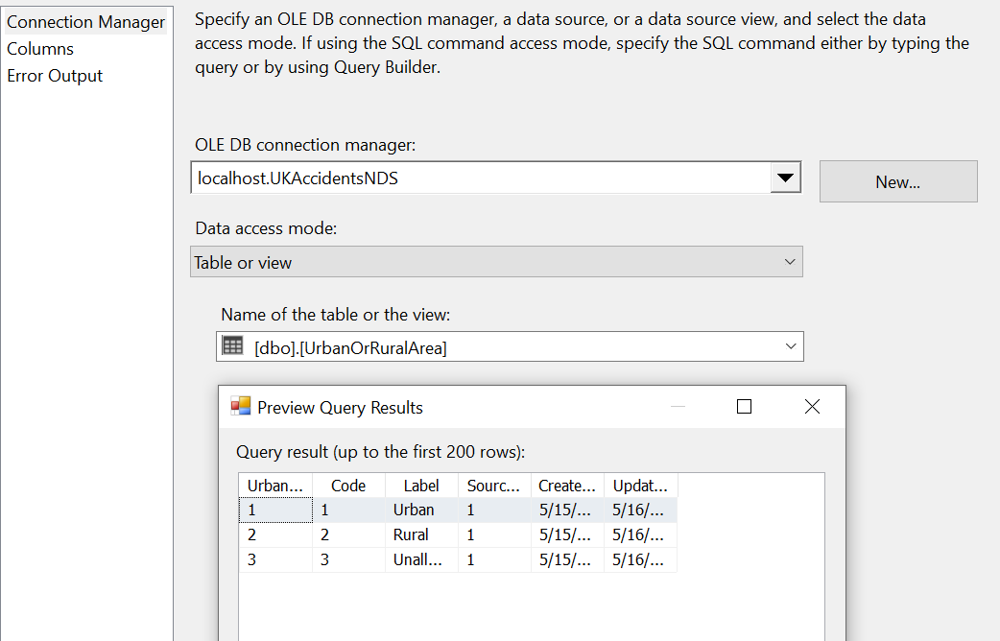 Connection Manager
Columns
Error Output
Specify an OLE DB connection manager, a data source, or a data source view, and select the data
access mode. If using the SQL command access mode, specify the SQL command either by typing the
query or by using Query Builder.
OLE DB connection manager:
localhost.UKAccidentsNDS
New...
Data access mode:
Table or view
Name of the table or the view:
[dbo].[UrbanOrRuralArea]
Preview Query Results
Query result (up to the first 200 rows):
Urban... Code Label Sourc... Create... Updat...
1 1 Urban 1 5/15/... 5/16/...
2 2 Rural 1 5/15/... 5/16/...
3 3 Unall... 1 5/15/... 5/16/...